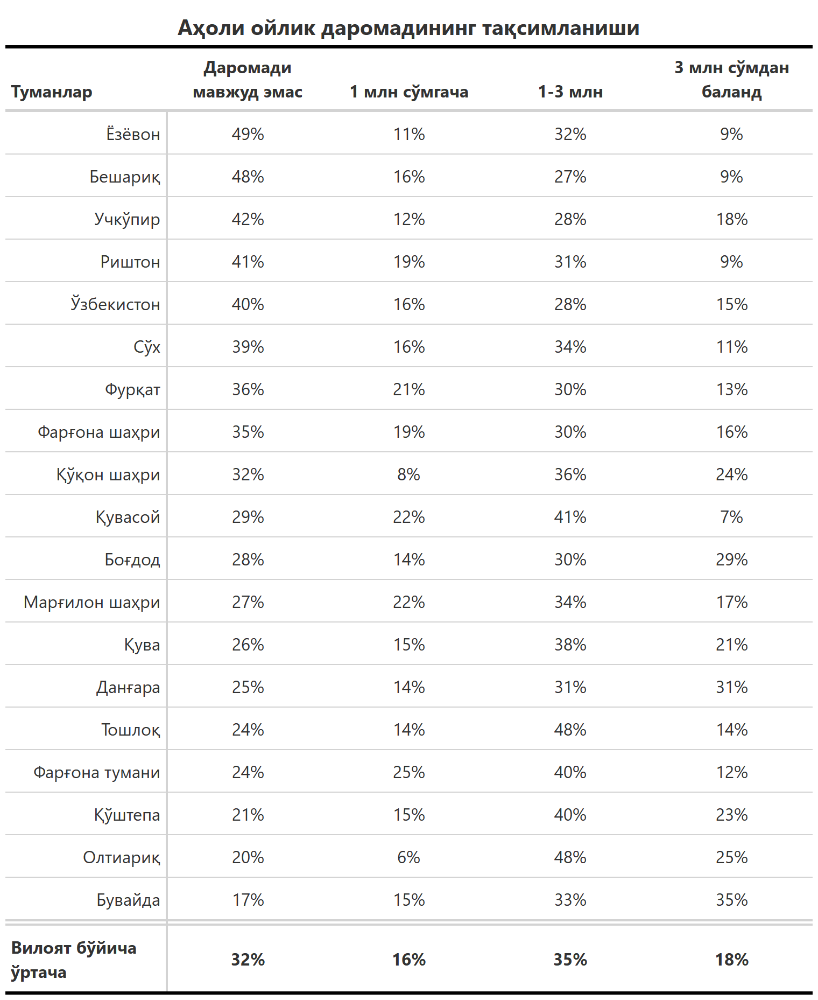 Аҳоли ойлик даромадининг тақсимланиши
Туманлар Даромади мавжуд эмас 1 млн сўмгача 1-3 млн 3 млн сўмдан баланд
Ёзёвон 49% 11% 32% 9%
Бешариқ 48% 16% 27% 9%
Учкўпир 42% 12% 28% 18%
Риштон 41% 19% 31% 9%
Ўзбекистон 40% 16% 28% 15%
Сўх 39% 16% 34% 11%
Фурқат 36% 21% 30% 13%
Фарғона шаҳри 35% 19% 30% 16%
Қўқон шаҳри 32% 8% 36% 24%
Қувасой 29% 22% 41% 7%
Боғдод 28% 14% 30% 29%
Марғилон шаҳри 27% 22% 34% 17%
Қува 26% 15% 38% 21%
Данғара 25% 14% 31% 31%
Тошлоқ 24% 14% 48% 14%
Фарғона тумани 24% 25% 40% 12%
Қўштепа 21% 15% 40% 23%
Олтиариқ 20% 6% 48% 25%
Бувайда 17% 15% 33% 35%
Вилоят бўйича ўртача 32% 16% 35% 18%